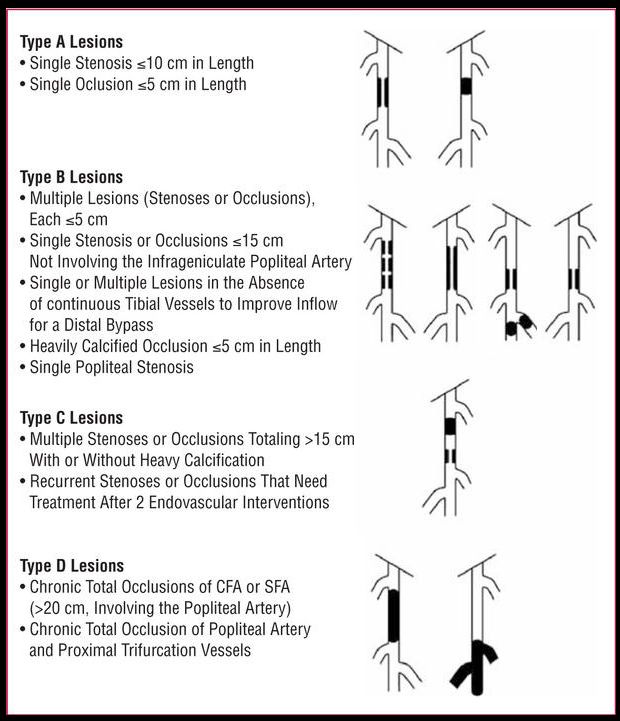 Type A Lesions
• Single Stenosis ≤10 cm in Length
• Single Oclusion ≤5 cm in Length
Type B Lesions
• Multiple Lesions (Stenoses or Occlusions),
Each ≤5 cm
• Single Stenosis or Occlusions ≤15 cm
Not Involving the Infrageniculate Popliteal Artery
• Single or Multiple Lesions in the Absence
of continuous Tibial Vessels to Improve Inflow
for a Distal Bypass
• Heavily Calcified Occlusion ≤5 cm in Length
• Single Popliteal Stenosis
Type C Lesions
• Multiple Stenoses or Occlusions Totaling >15 cm
With or Without Heavy Calcification
• Recurrent Stenoses or Occlusions That Need
Treatment After 2 Endovascular Interventions
Type D Lesions
• Chronic Total Occlusions of CFA or SFA
(>20 cm, Involving the Popliteal Artery)
• Chronic Total Occlusion of Popliteal Artery
and Proximal Trifurcation Vessels